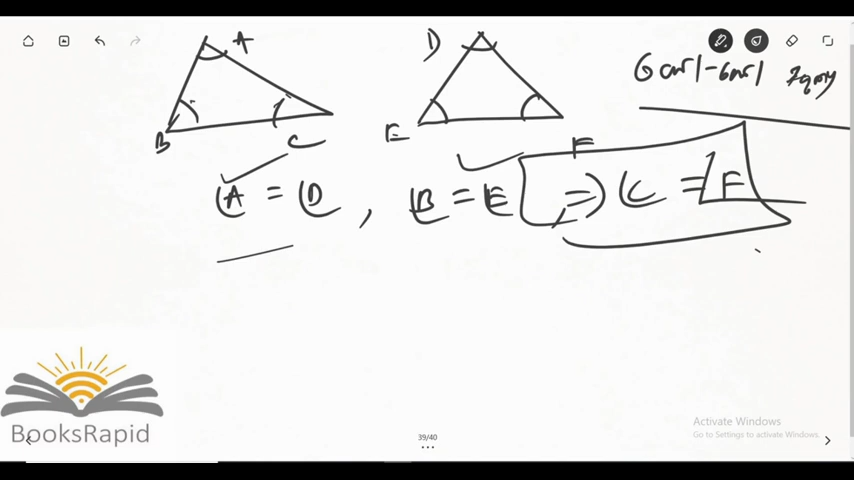 A
D
B
C
E
F
∠A = ∠D , ∠B = ∠E ⇒ ∠C = ∠F
BooksRapid
Activate Windows
Go to Settings to activate Windows.
39/40